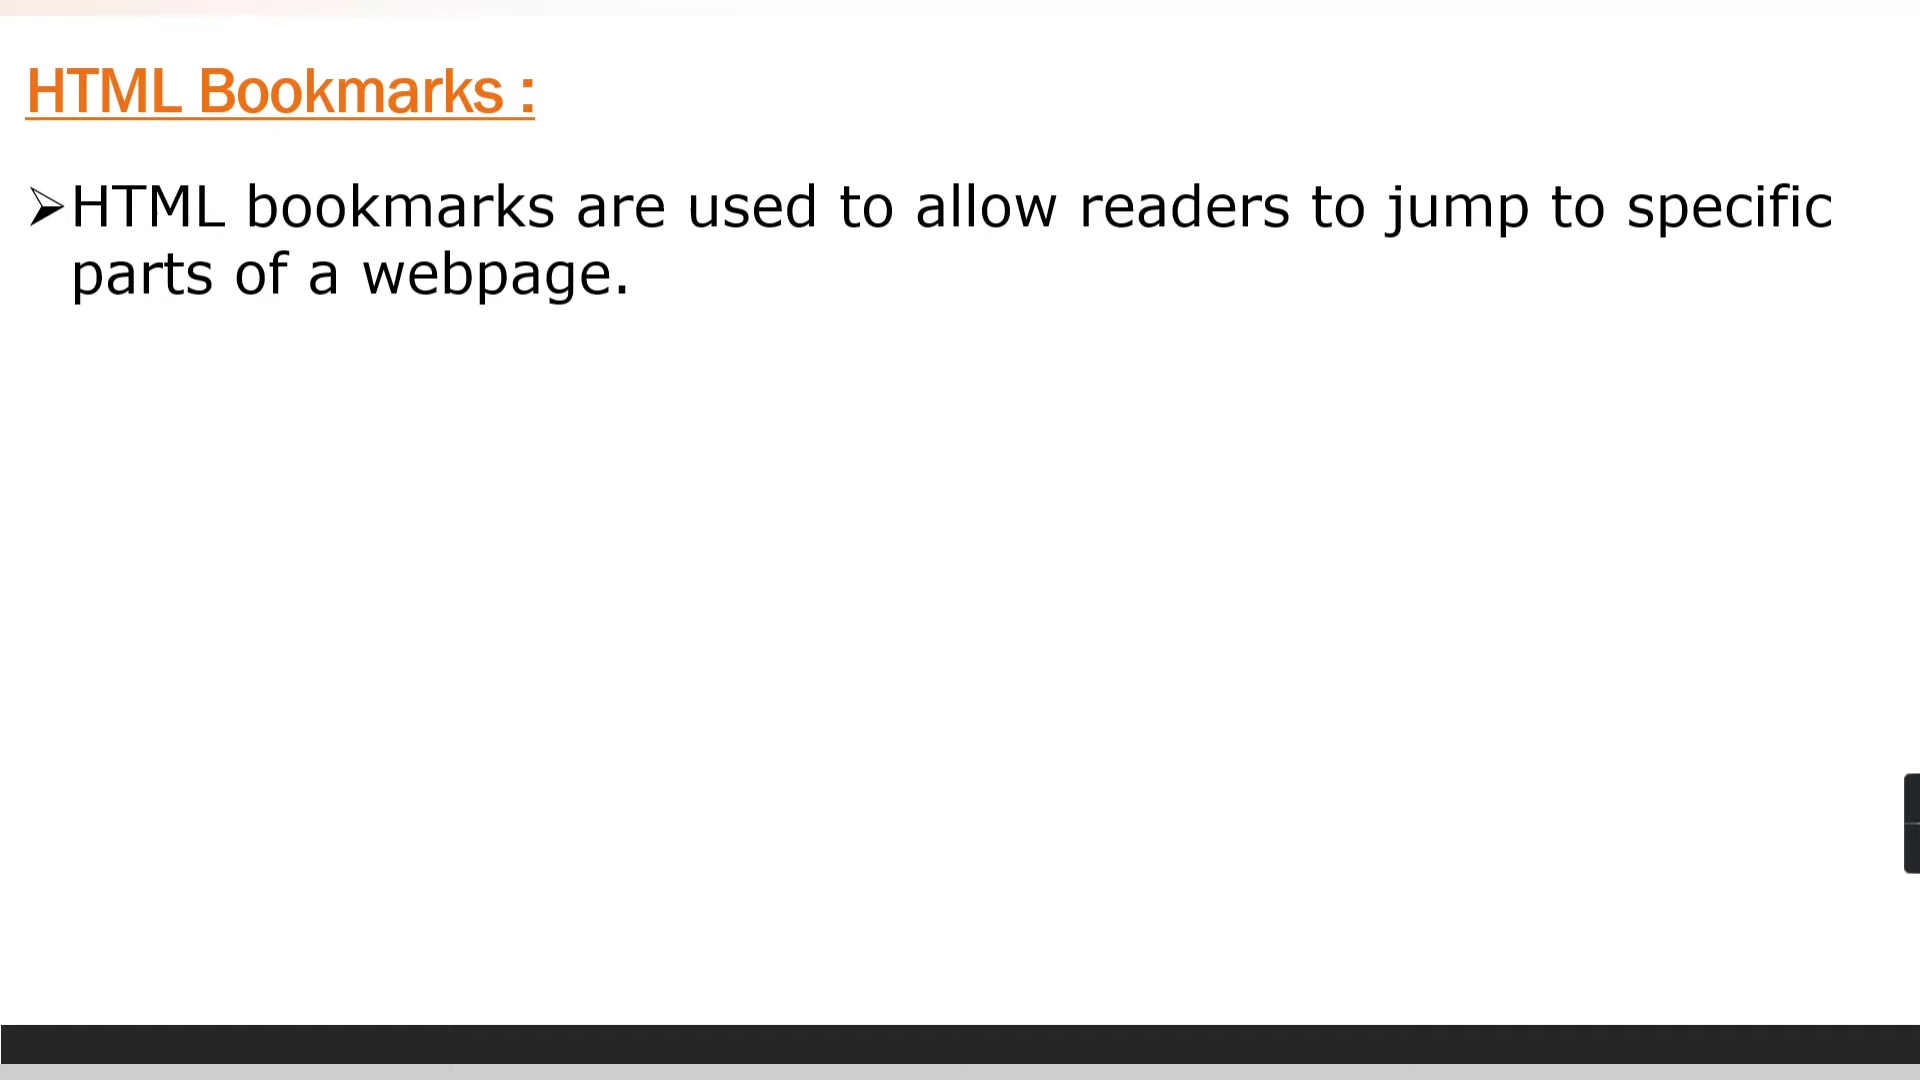 HTML Bookmarks :
➢HTML bookmarks are used to allow readers to jump to specific
parts of a webpage.